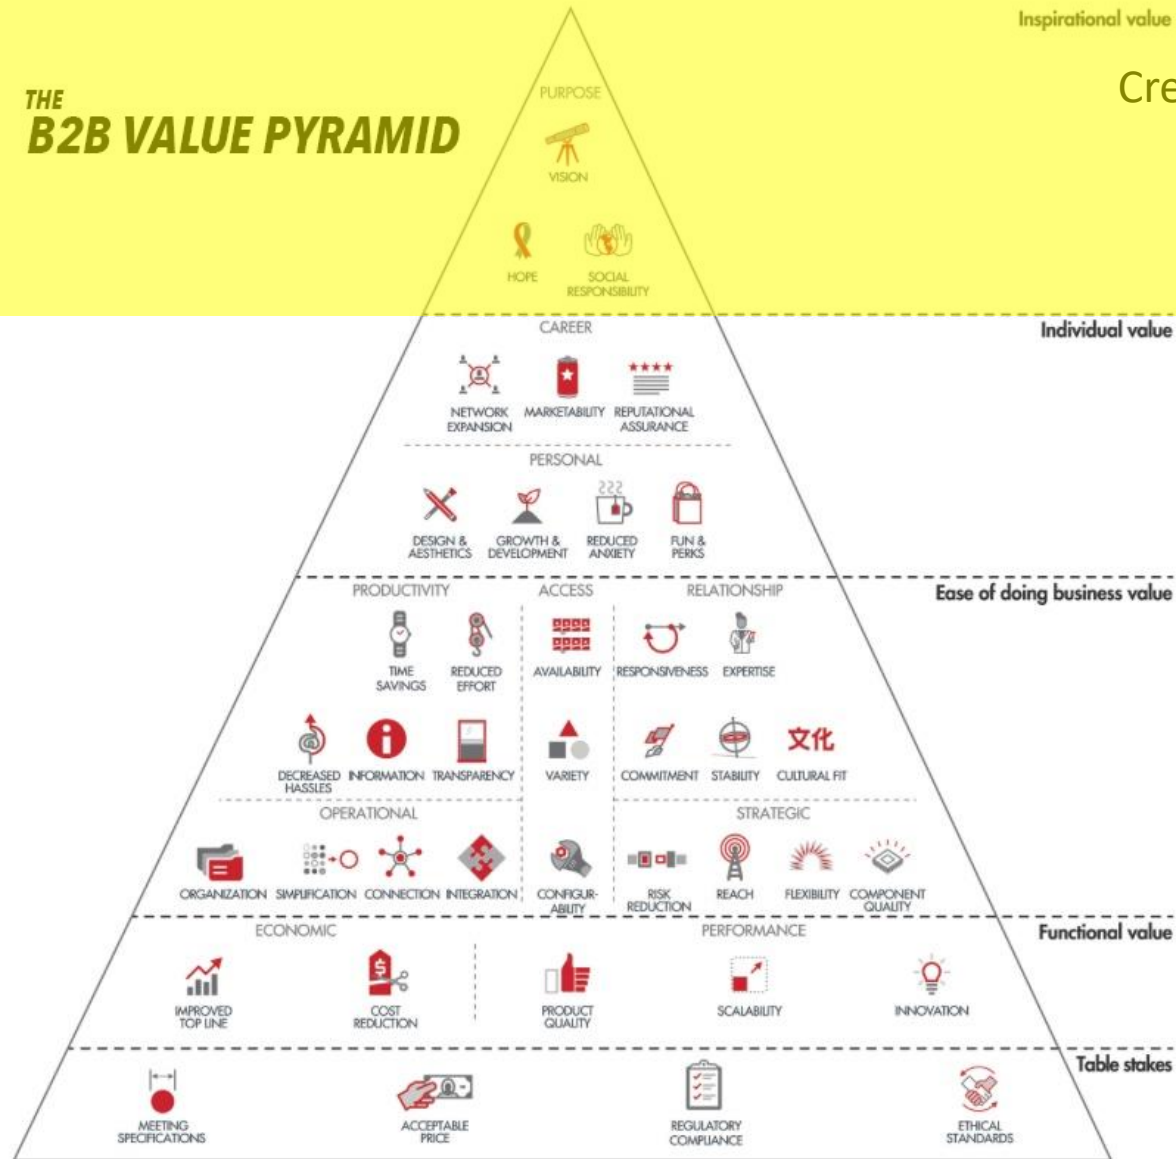 Inspirational value
Cre
THE
B2B VALUE PYRAMID
PURPOSE
VISION
HOPE
SOCIAL
RESPONSIBILITY
Individual value
CAREER
NETWORK
EXPANSION
MARKETABILITY
REPUTATIONAL
ASSURANCE
PERSONAL
DESIGN &
AESTHETICS
GROWTH &
DEVELOPMENT
REDUCED
ANXIETY
FUN &
PERKS
Ease of doing business value
PRODUCTIVITY
ACCESS
RELATIONSHIP
TIME
SAVINGS
REDUCED
EFFORT
AVAILABILITY
RESPONSIVENESS
EXPERTISE
DECREASED
HASSLES
i
INFORMATION
TRANSPARENCY
VARIETY
COMMITMENT
STABILITY
文化
CULTURAL FIT
OPERATIONAL
STRATEGIC
ORGANIZATION
SIMPLIFICATION
CONNECTION
INTEGRATION
CONFIGUR-
ABILITY
RISK
REDUCTION
REACH
FLEXIBILITY
COMPONENT
QUALITY
Functional value
ECONOMIC
PERFORMANCE
IMPROVED
TOP LINE
$
COST
REDUCTION
PRODUCT
QUALITY
SCALABILITY
INNOVATION
Table stakes
MEETING
SPECIFICATIONS
ACCEPTABLE
PRICE
REGULATORY
COMPLIANCE
ETHICAL
STANDARDS